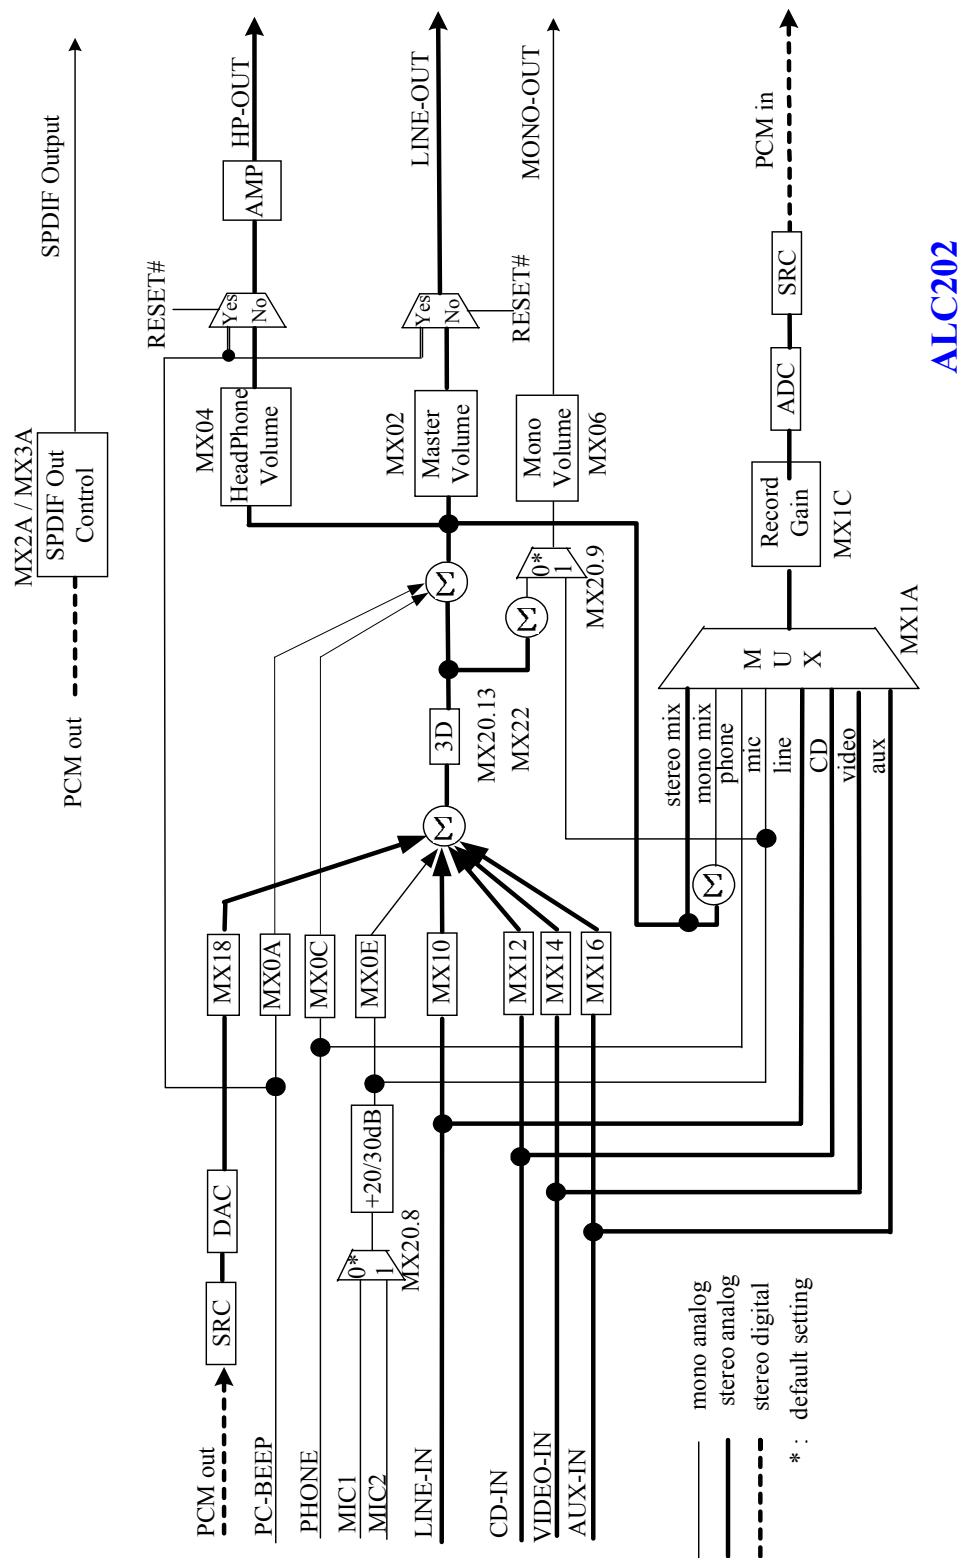 PCM out
MX2A / MX3A
SPDIF Out
Control
SPDIF Output
PCM out
SRC
DAC
MX18
PC-BEEP
MX0A
PHONE
MX0C
MIC1
MIC2
0*
1
MX20.8
+20/30dB
MX0E
LINE-IN
MX10
CD-IN
MX12
VIDEO-IN
MX14
AUX-IN
MX16
Σ
3D
MX20.13
MX22
Σ
Σ
0*
1
MX20.9
MX04
HeadPhone
Volume
RESET#
Yes
No
AMP
HP-OUT
MX02
Master
Volume
Yes
No
RESET#
LINE-OUT
Mono
Volume
MX06
MONO-OUT
Σ
stereo mix
mono mix
phone
mic
line
CD
video
aux
M
U
X
MX1A
Record
Gain
MX1C
ADC
SRC
PCM in
mono analog
stereo analog
stereo digital
* : default setting
ALC202